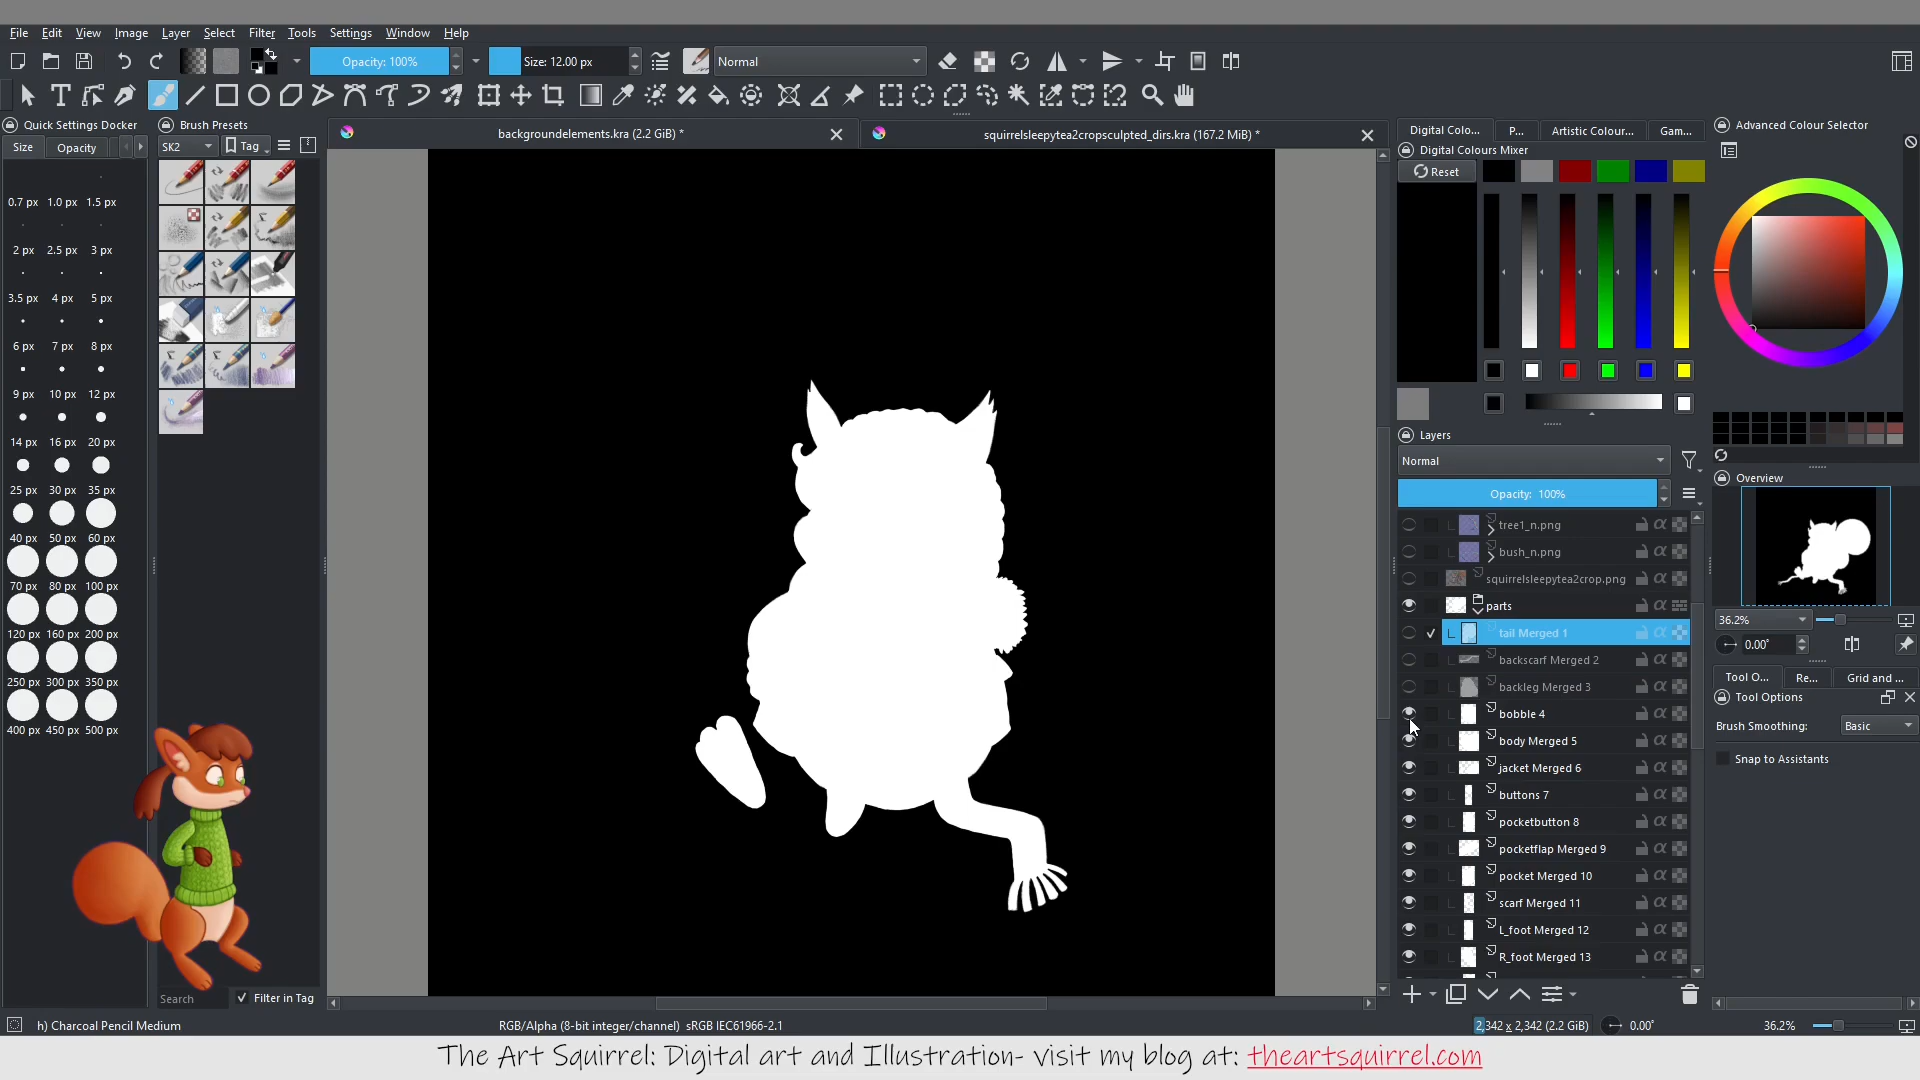 File Edit View Image Layer Select Filter Tools Settings Window Help
Opacity: 100%
Size: 12.00 px
Normal
Quick Settings Docker
Brush Presets
backgroundelements.kra (2.2 GiB) *
squirrelsleepytea2cropsculpted_dirs.kra (167.2 MiB) *
Digital Colo...
P...
Artistic Colour...
Gam...
Advanced Colour Selector
Size
Opacity
SK2
Tag
Digital Colours Mixer
Reset
0.7 px 1.0 px 1.5 px
2 px 2.5 px 3 px
3.5 px 4 px 5 px
6 px 7 px 8 px
9 px 10 px 12 px
14 px 16 px 20 px
25 px 30 px 35 px
40 px 50 px 60 px
70 px 80 px 100 px
120 px 160 px 200 px
250 px 300 px 350 px
400 px 450 px 500 px
Layers
Normal
Opacity: 100%
tree1_n.png
bush_n.png
squirrelsleepytea2crop.png
parts
tail Merged 1
backscarf Merged 2
backleg Merged 3
bobble 4
body Merged 5
jacket Merged 6
buttons 7
pocketbutton 8
pocketflap Merged 9
pocket Merged 10
scarf Merged 11
L_foot Merged 12
R_foot Merged 13
Overview
36.2%
0.00°
Tool O...
Re...
Grid and ...
Tool Options
Brush Smoothing:
Basic
Snap to Assistants
Search
Filter in Tag
h) Charcoal Pencil Medium
RGB/Alpha (8-bit integer/channel) sRGB IEC61966-2.1
2,342 x 2,342 (2.2 GiB)
0.00°
36.2%
The Art Squirrel: Digital art and Illustration- visit my blog at: theartsquirrel.com